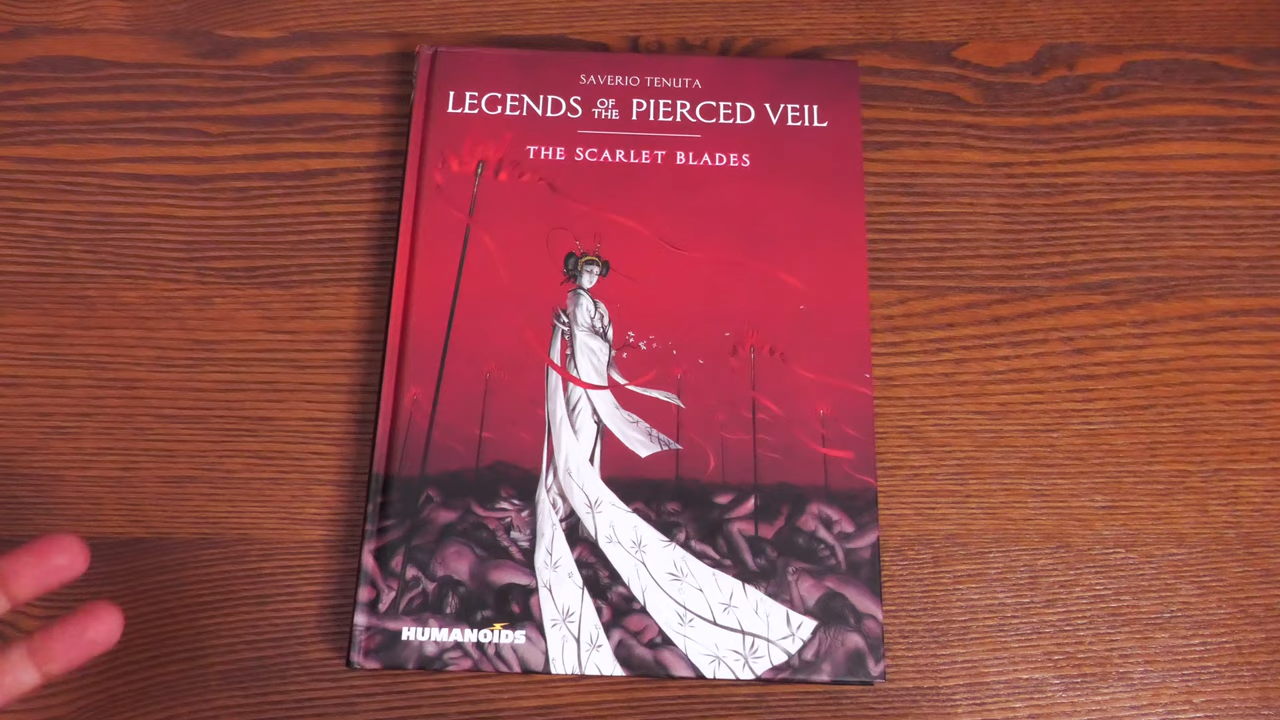 SAVERIO TENUTA
LEGENDS OF THE PIERCED VEIL
THE SCARLET BLADES
HUMANOIDS